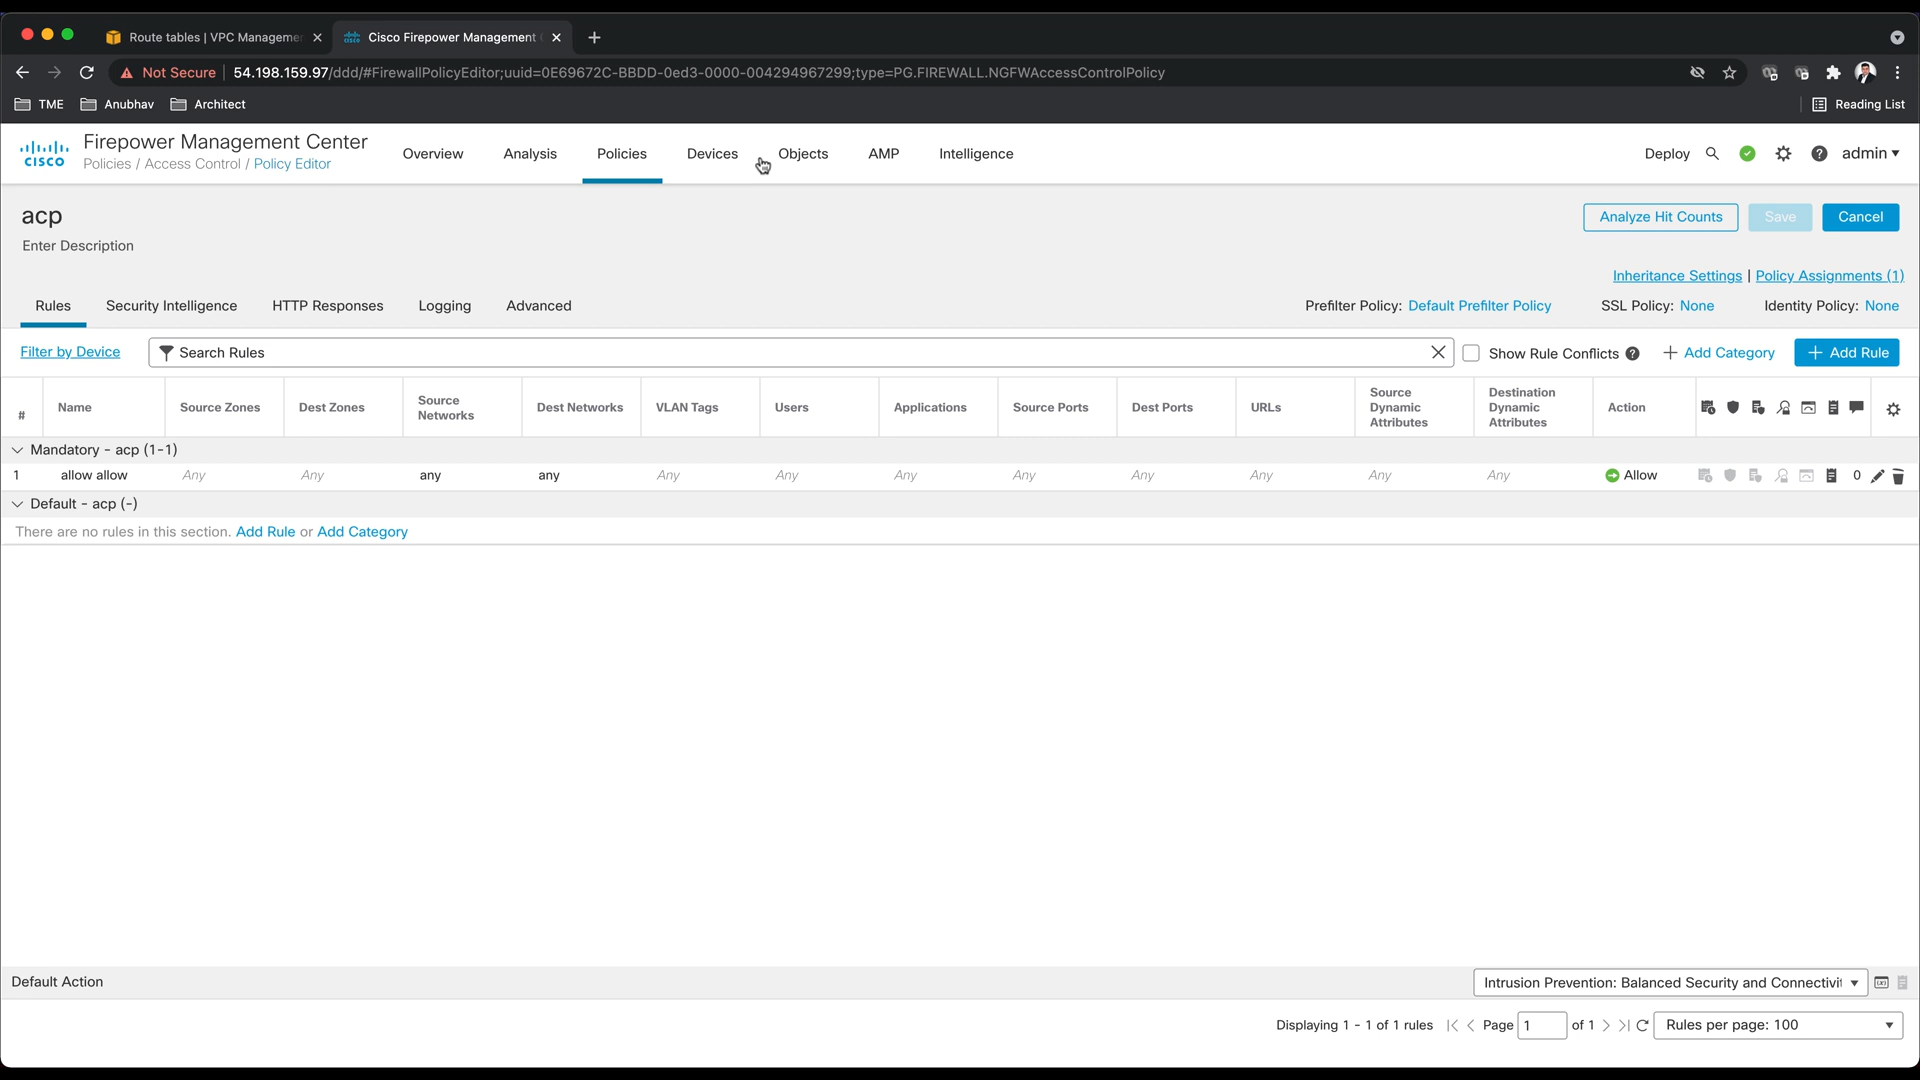 Route tables | VPC Manageme
Cisco Firepower Management
Not Secure
54.198.159.97/ddd/#FirewallPolicyEditor;uuid=0E69672C-BBDD-0ed3-0000-004294967299;type=PG.FIREWALL.NGFWAccessControlPolicy
TME Anubhav Architect Reading List
CISCO
Firepower Management Center
Policies / Access Control / Policy Editor
Overview Analysis Policies Devices Objects AMP Intelligence
Deploy admin
acp
Analyze Hit Counts Save Cancel
Enter Description
Inheritance Settings | Policy Assignments (1)
Rules Security Intelligence HTTP Responses Logging Advanced
Prefilter Policy: Default Prefilter Policy SSL Policy: None Identity Policy: None
Filter by Device Search Rules Show Rule Conflicts ? + Add Category + Add Rule
# Name Source Zones Dest Zones Source Networks Dest Networks VLAN Tags Users Applications Source Ports Dest Ports URLs Source Dynamic Attributes Destination Dynamic Attributes Action
Mandatory - acp (1-1)
1 allow allow Any Any any any Any Any Any Any Any Any Any Any Allow 0
Default - acp (-)
There are no rules in this section. Add Rule or Add Category
Default Action
Intrusion Prevention: Balanced Security and Connectivit
Displaying 1 - 1 of 1 rules Page 1 of 1 Rules per page: 100